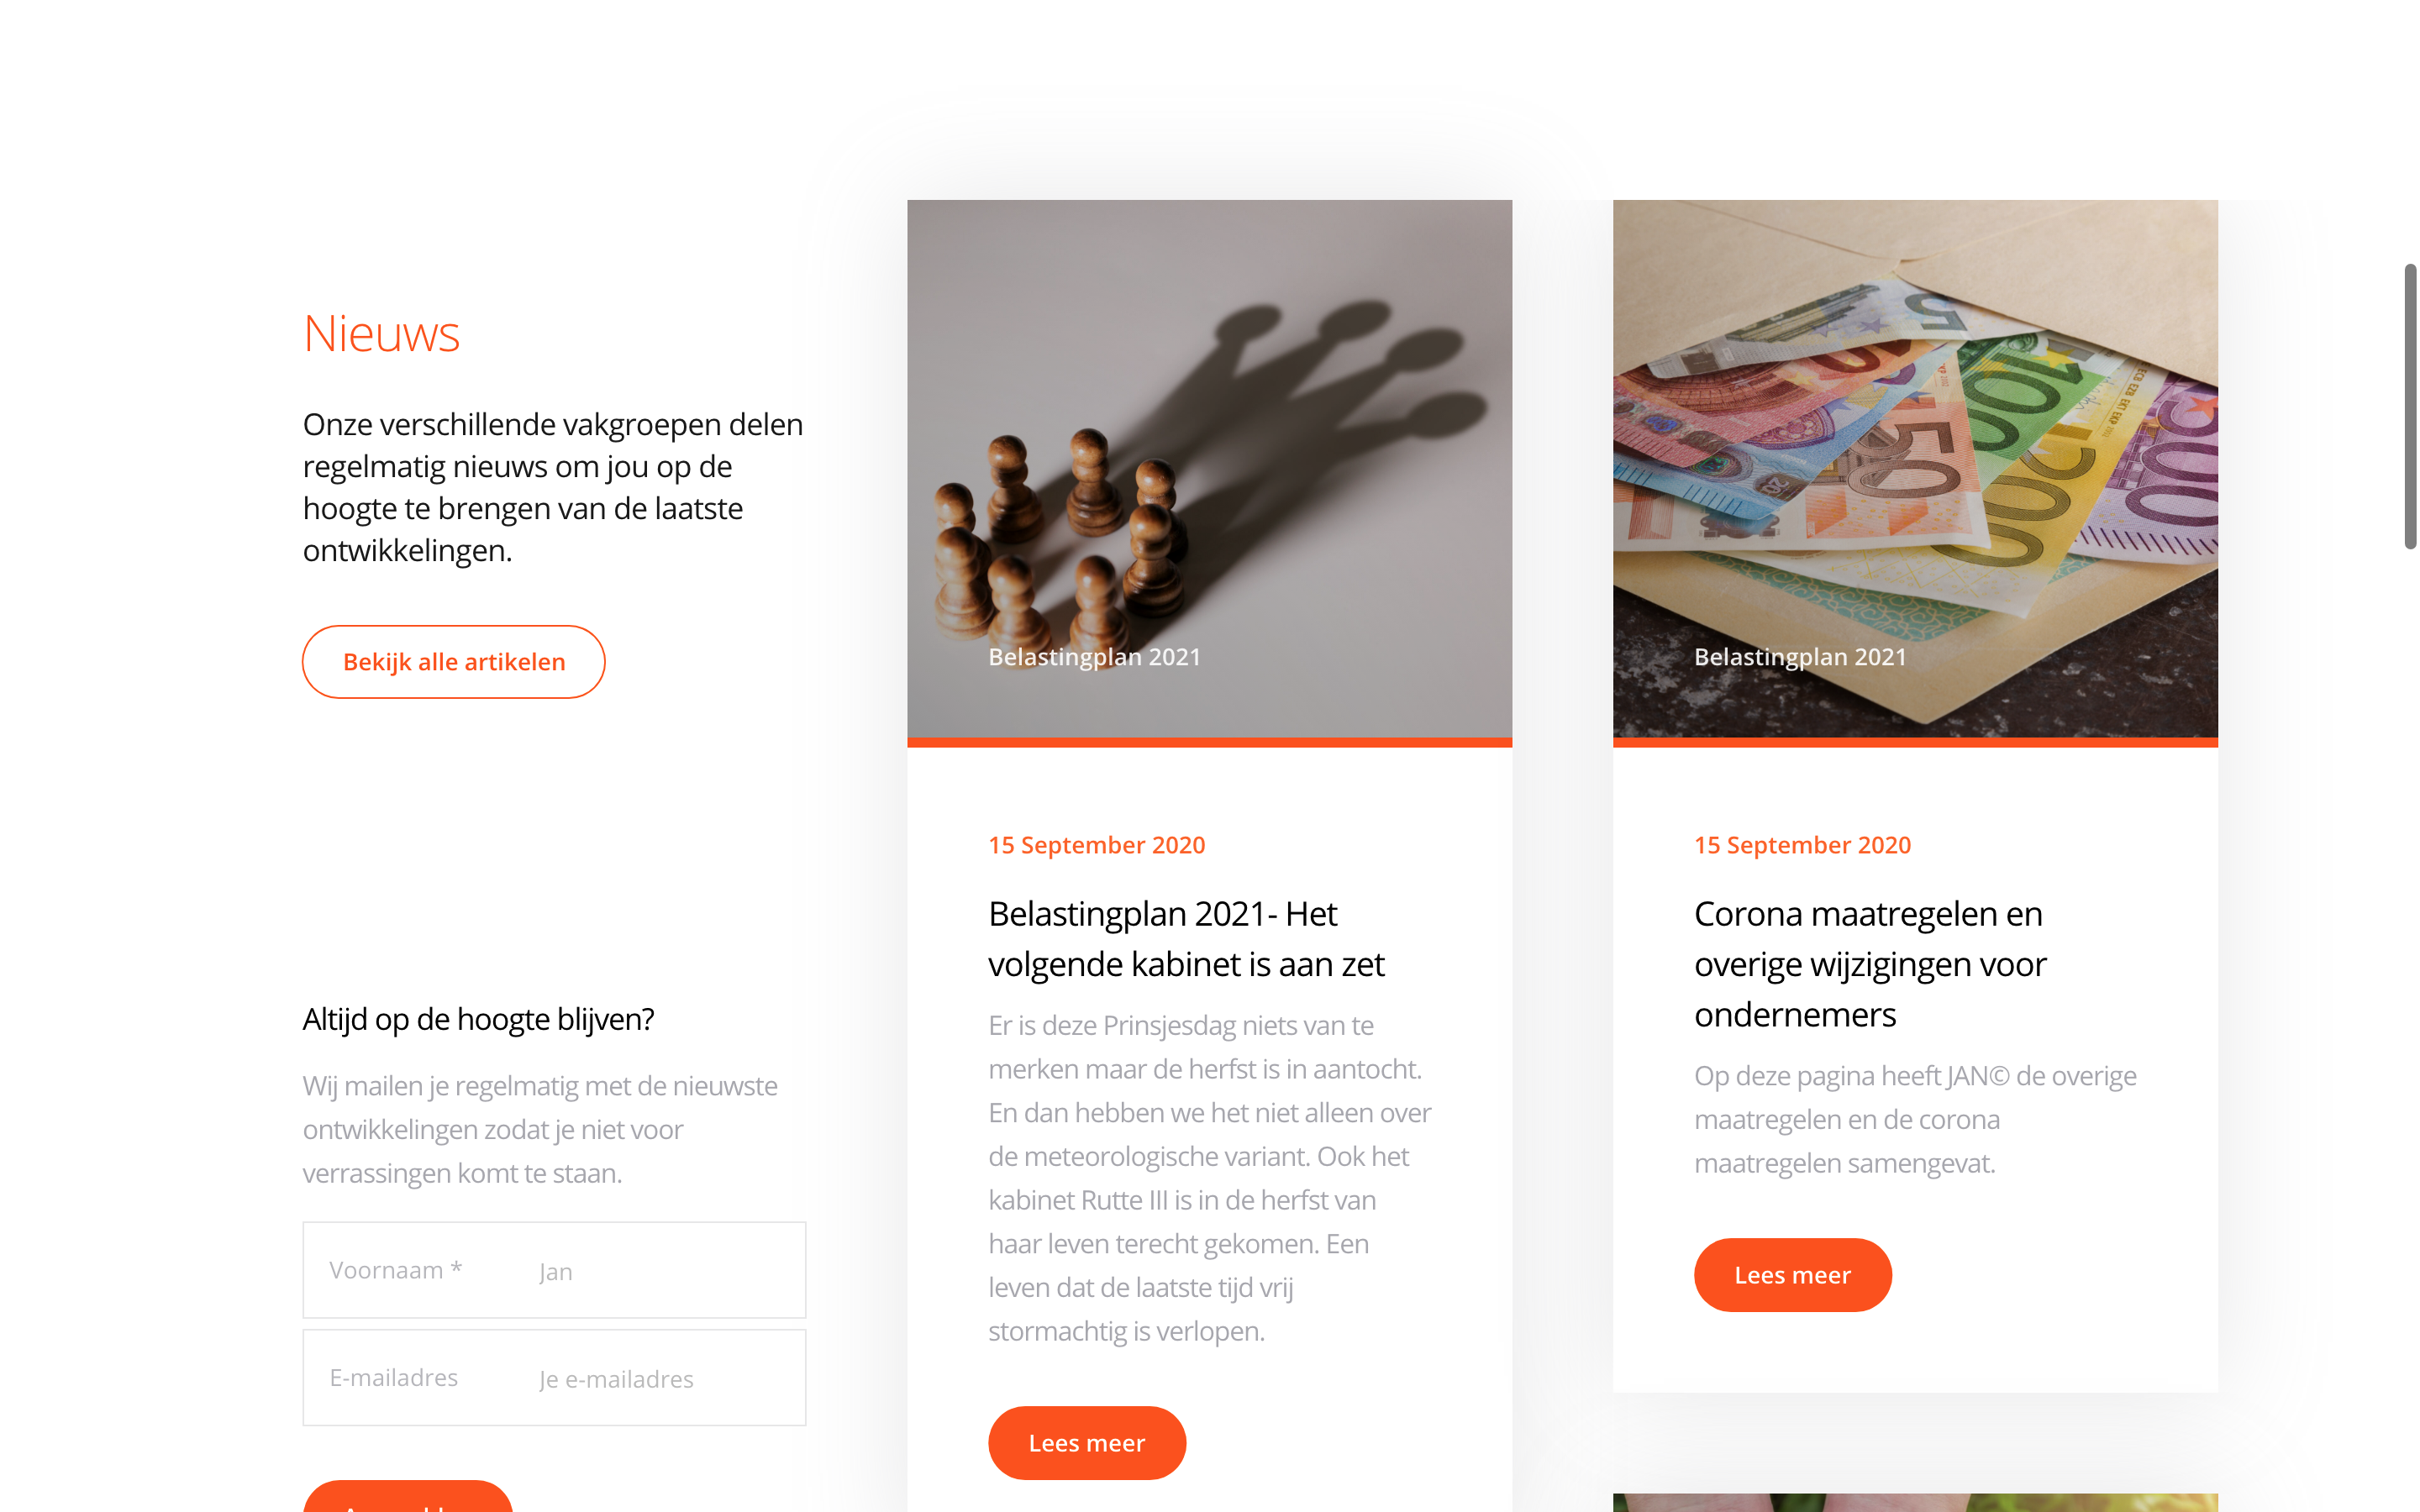 Nieuws
Onze verschillende vakgroepen delen
regelmatig nieuws om jou op de
hoogte te brengen van de laatste
ontwikkelingen.
Bekijk alle artikelen
Altijd op de hoogte blijven?
Wij mailen je regelmatig met de nieuwste
ontwikkelingen zodat je niet voor
verrassingen komt te staan.
Voornaam * Jan
E-mailadres Je e-mailadres
Belastingplan 2021
15 September 2020
Belastingplan 2021- Het
volgende kabinet is aan zet
Er is deze Prinsjesdag niets van te
merken maar de herfst is in aantocht.
En dan hebben we het niet alleen over
de meteorologische variant. Ook het
kabinet Rutte III is in de herfst van
haar leven terecht gekomen. Een
leven dat de laatste tijd vrij
stormachtig is verlopen.
Lees meer
5
10
20
50
100
200
Belastingplan 2021
15 September 2020
Corona maatregelen en
overige wijzigingen voor
ondernemers
Op deze pagina heeft JAN© de overige
maatregelen en de corona
maatregelen samengevat.
Lees meer